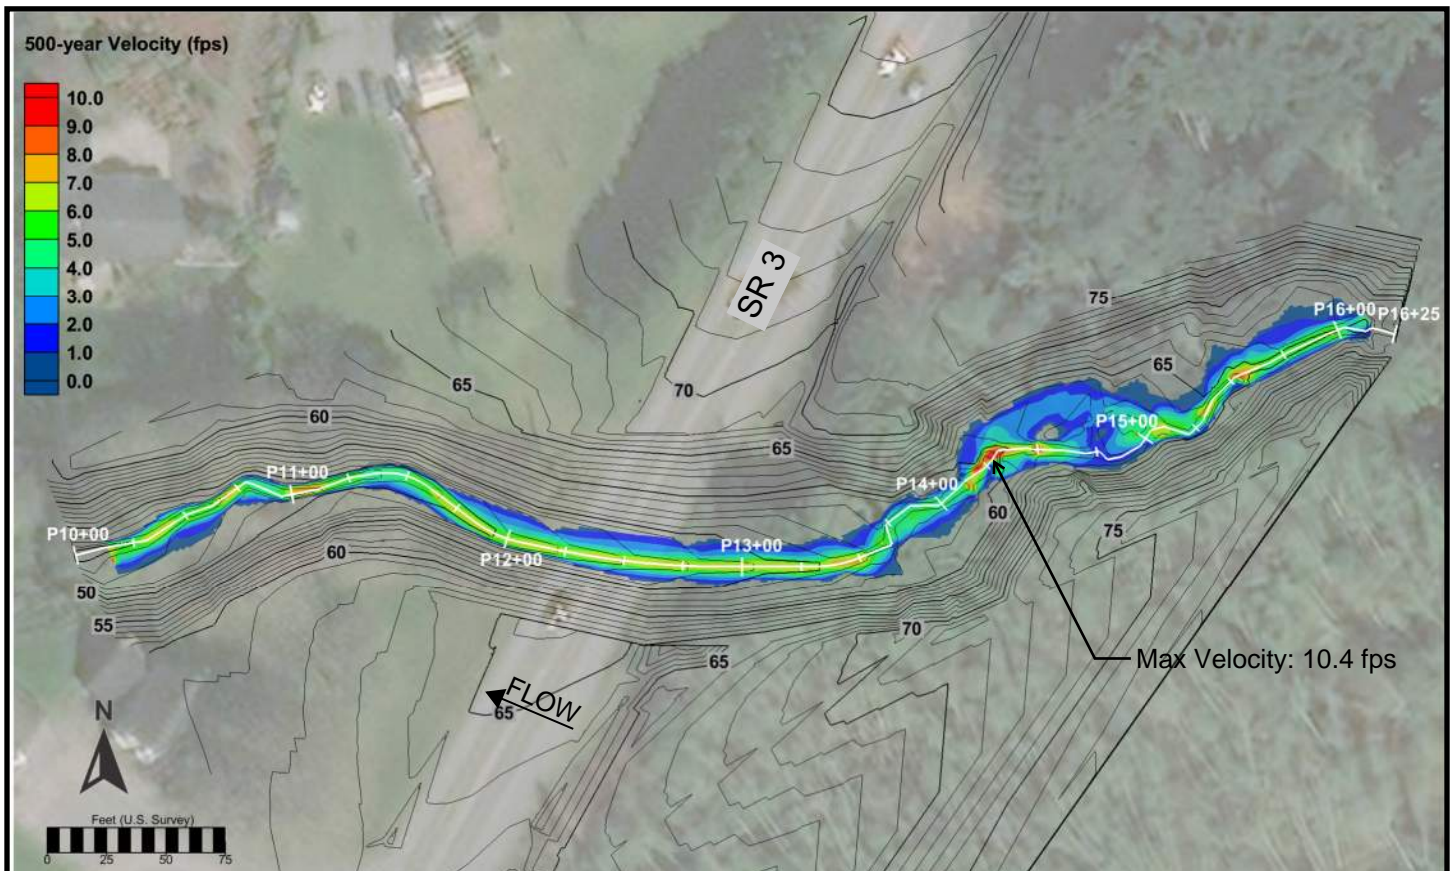 500-year Velocity (fps)
10.0
9.0
8.0
7.0
6.0
5.0
4.0
3.0
2.0
1.0
0.0
SR 3
75
P16+00
P16+25
65
65
70
60
P15+00
65
P11+00
P14+00
60
75
P10+00
60
P12+00
P13+00
50
55
70
65
Max Velocity: 10.4 fps
FLOW
65
N
Feet (U.S. Survey)
0 25 50 75